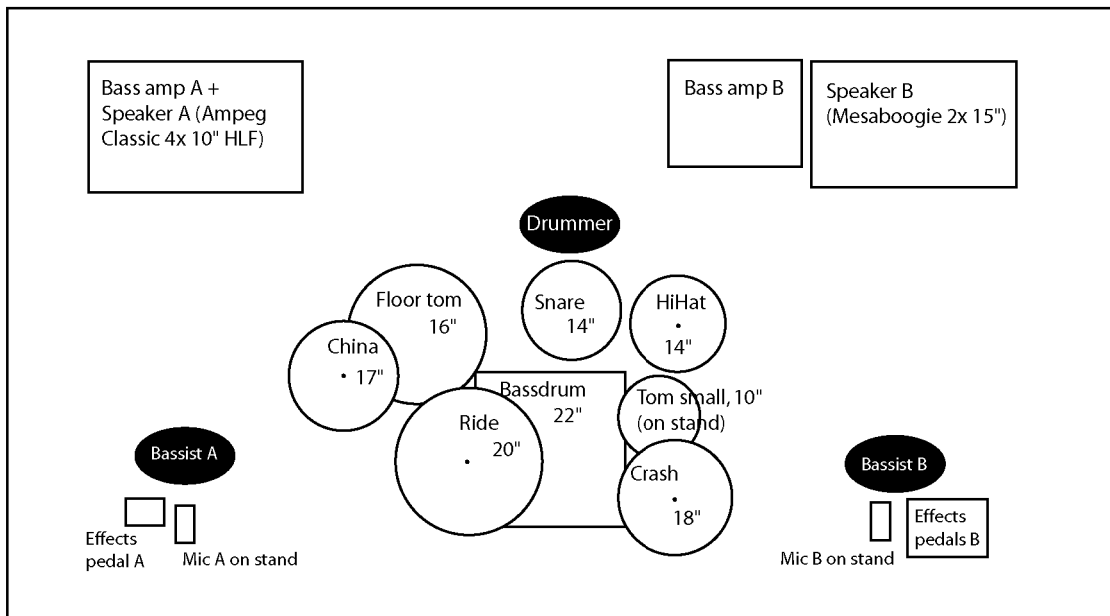 Bass amp A +
Speaker A (Ampeg
Classic 4x 10" HLF)
Bass amp B
Speaker B
(Mesaboogie 2x 15")
Drummer
Floor tom
16"
Snare
14"
HiHat
14"
China
17"
Bassdrum
22"
Tom small, 10"
(on stand)
Ride
20"
Crash
18"
Bassist A
Bassist B
Effects
pedal A
Mic A on stand
Mic B on stand
Effects
pedals B